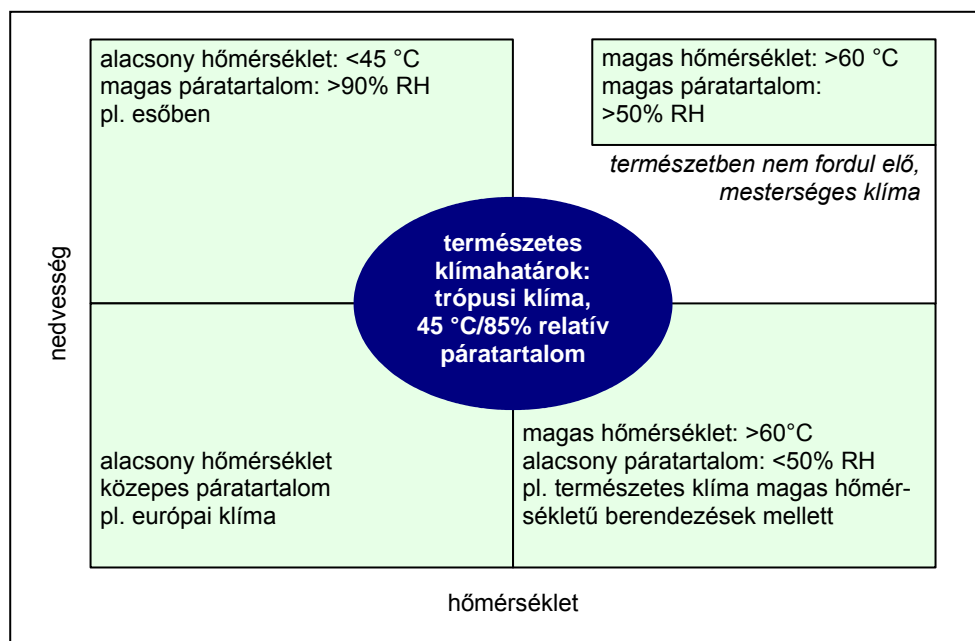 alacsony hőmérséklet: <45 °C
magas páratartalom: >90% RH
pl. esőben
magas hőmérséklet: >60 °C
magas páratartalom:
>50% RH
természetben nem fordul elő,
mesterséges klíma
természetes
klímahatárok:
trópusi klíma,
45 °C/85% relatív
páratartalom
nedvesség
alacsony hőmérséklet
közepes páratartalom
pl. európai klíma
magas hőmérséklet: >60°C
alacsony páratartalom: <50% RH
pl. természetes klíma magas hőmér-
sékletű berendezések mellett
hőmérséklet